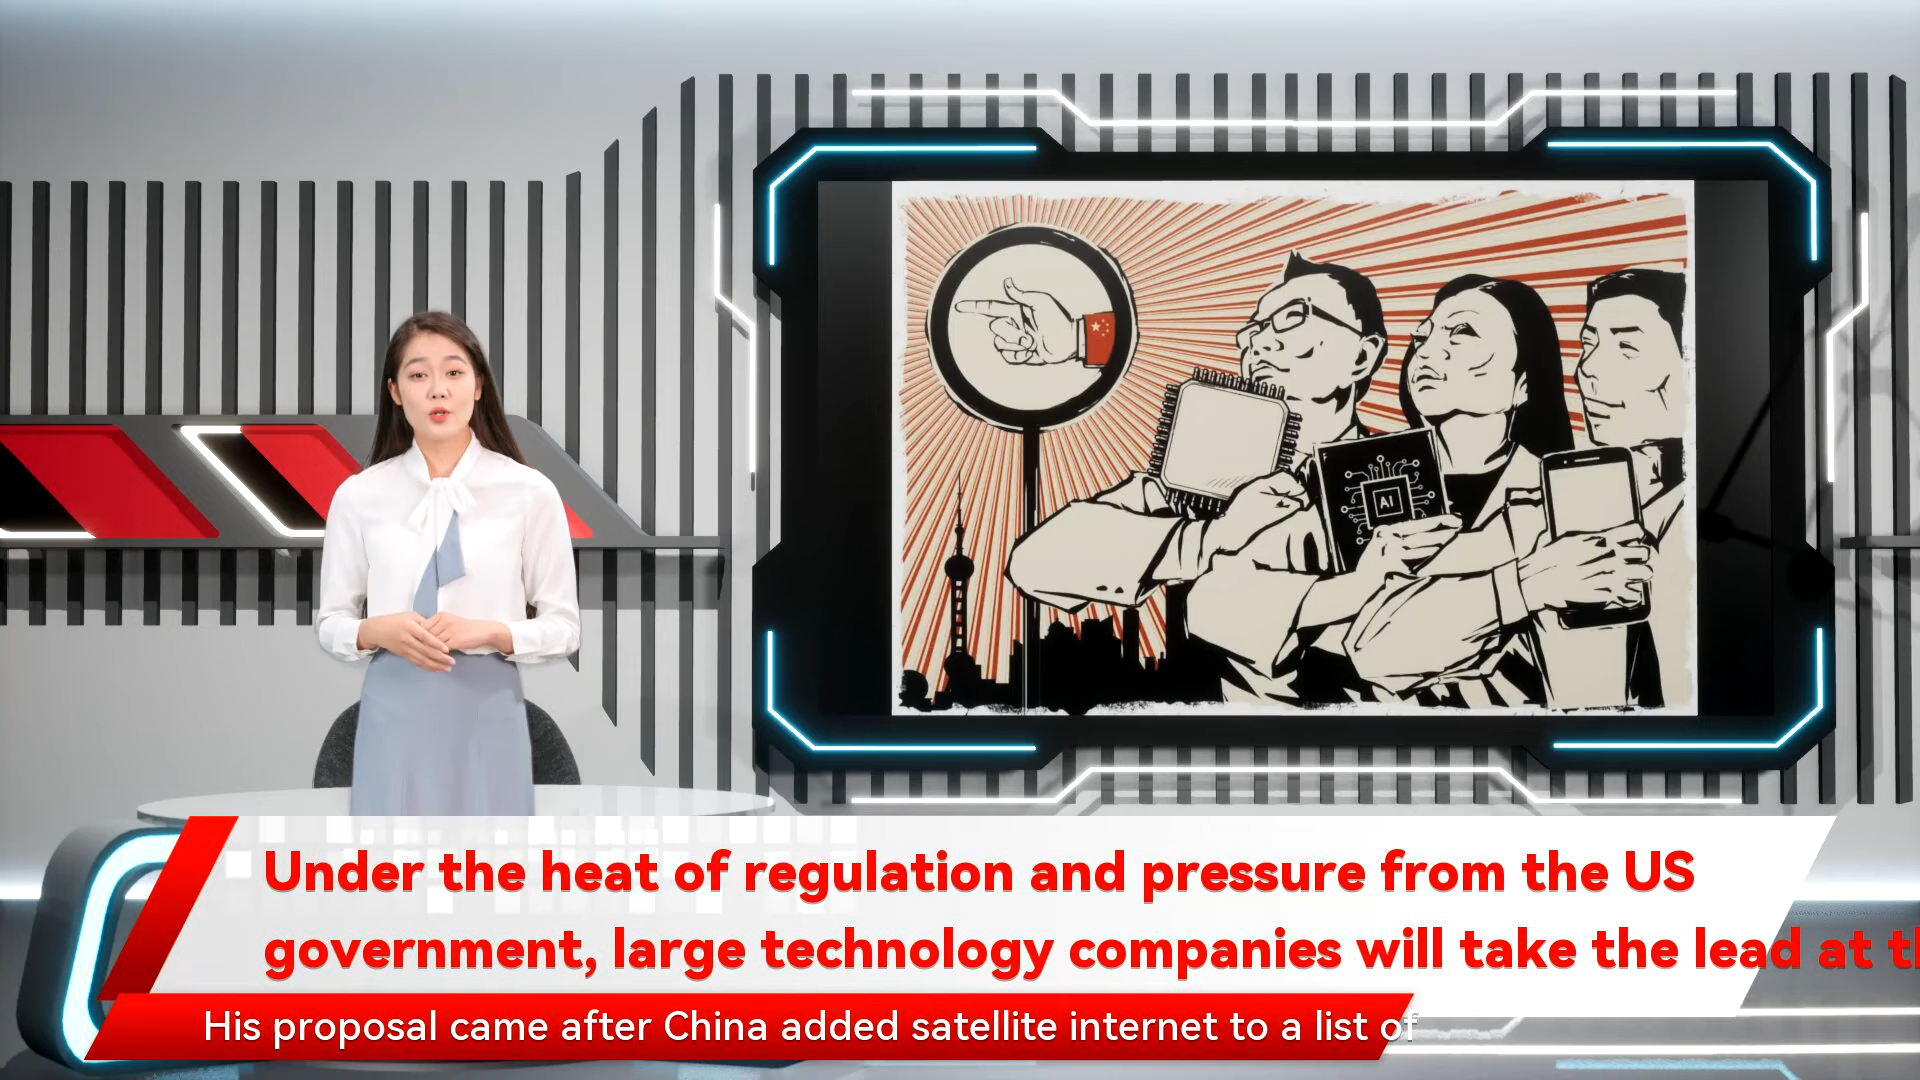 AI
Under the heat of regulation and pressure from the US
government, large technology companies will take the lead at th
His proposal came after China added satellite internet to a list of